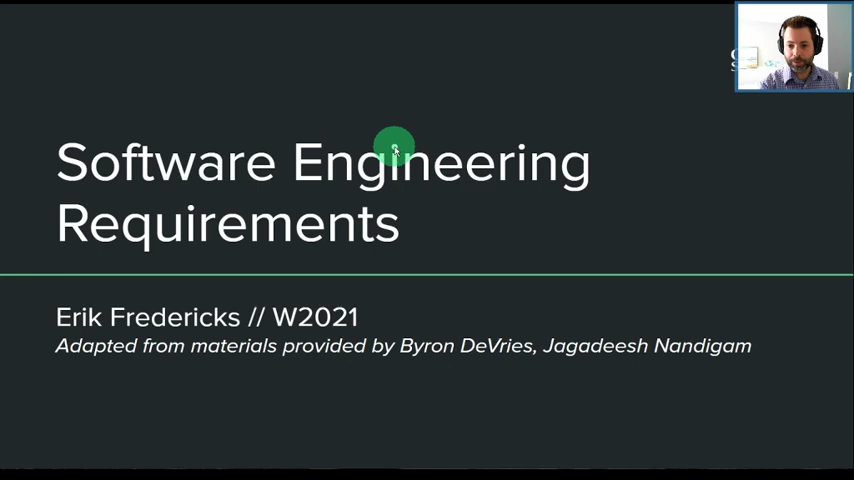 Software Engineering
Requirements
Erik Fredericks // W2021
Adapted from materials provided by Byron DeVries, Jagadeesh Nandigam